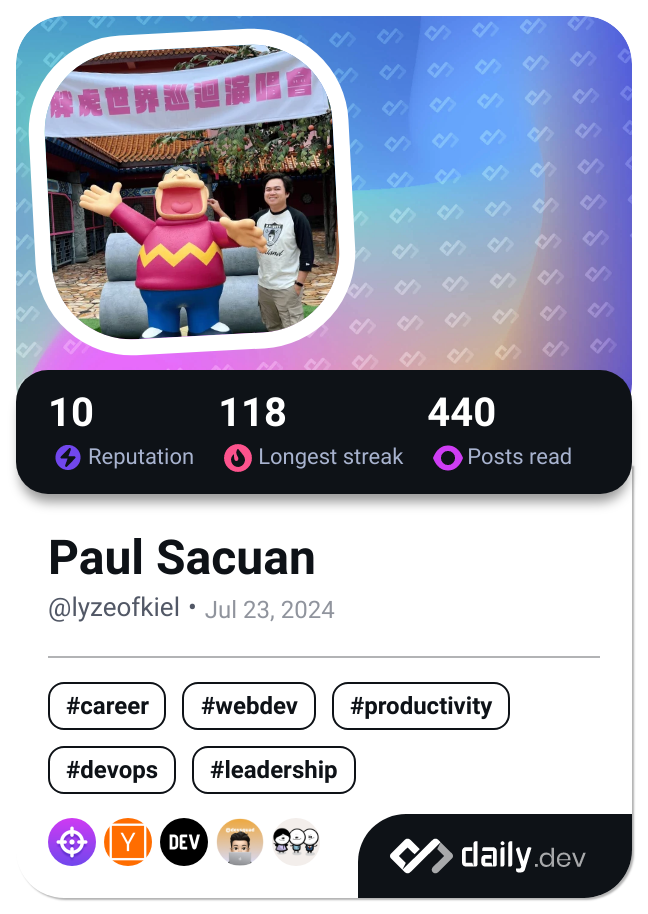 胖虎世界巡迴演唱會
10
118
440
Reputation
Longest streak
Posts read
Paul Sacuan
@lyzeofkiel • Jul 23, 2024
#career
#webdev
#productivity
#devops
#leadership
Y
DEV
daily.dev